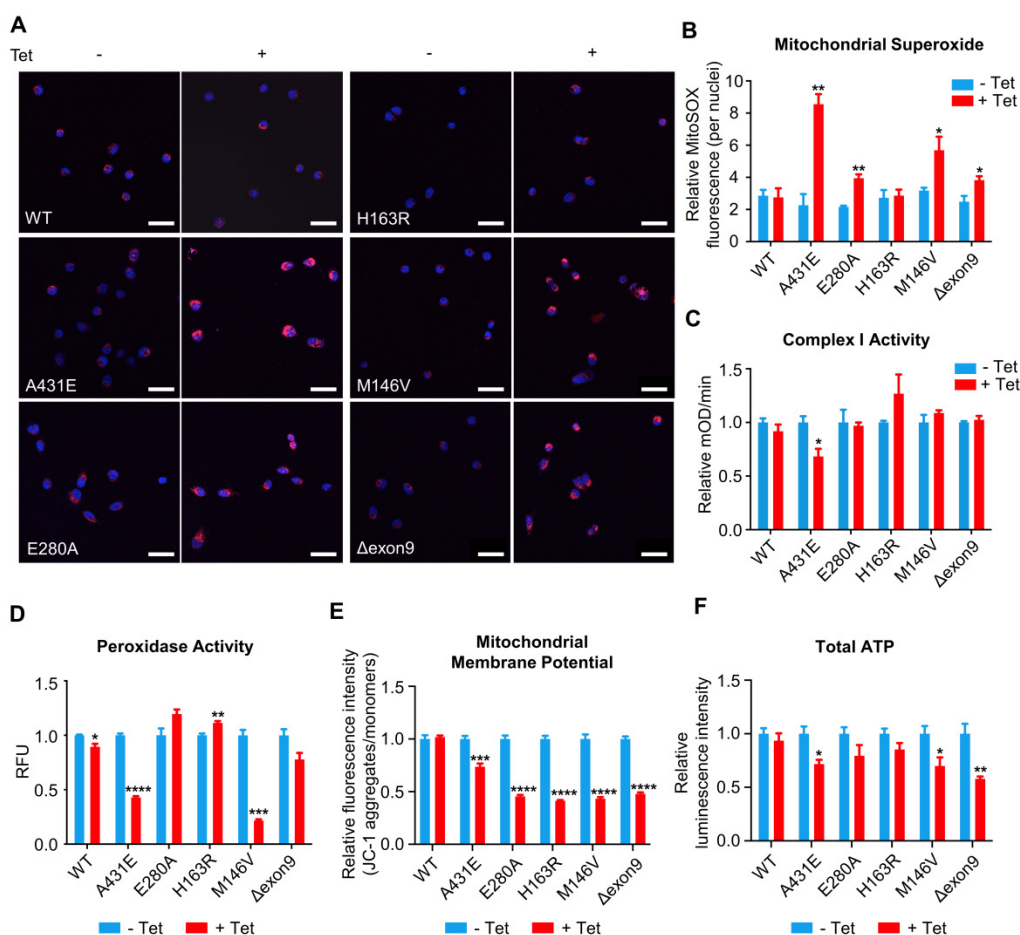 A
Tet - + - +
WT
H163R
A431E
M146V
E280A
Δexon9
B
Mitochondrial Superoxide
Relative MitoSOX
fluorescence (per nuclei)
10
8
6
4
2
0
- Tet
+ Tet
**
**
*
*
WT A431E E280A H163R M146V Δexon9
C
Complex I Activity
Relative mOD/min
1.5
1.0
0.5
0.0
- Tet
+ Tet
*
WT A431E E280A H163R M146V Δexon9
D
Peroxidase Activity
RFU
1.5
1.0
0.5
0.0
*
****
**
***
WT A431E E280A H163R M146V Δexon9
- Tet + Tet
E
Mitochondrial
Membrane Potential
Relative fluorescence intensity
(JC-1 aggregates/monomers)
1.5
1.0
0.5
0.0
***
****
****
****
****
WT A431E E280A H163R M146V Δexon9
- Tet + Tet
F
Total ATP
Relative
luminescence intensity
1.5
1.0
0.5
0.0
*
*
**
WT A431E E280A H163R M146V Δexon9
- Tet + Tet